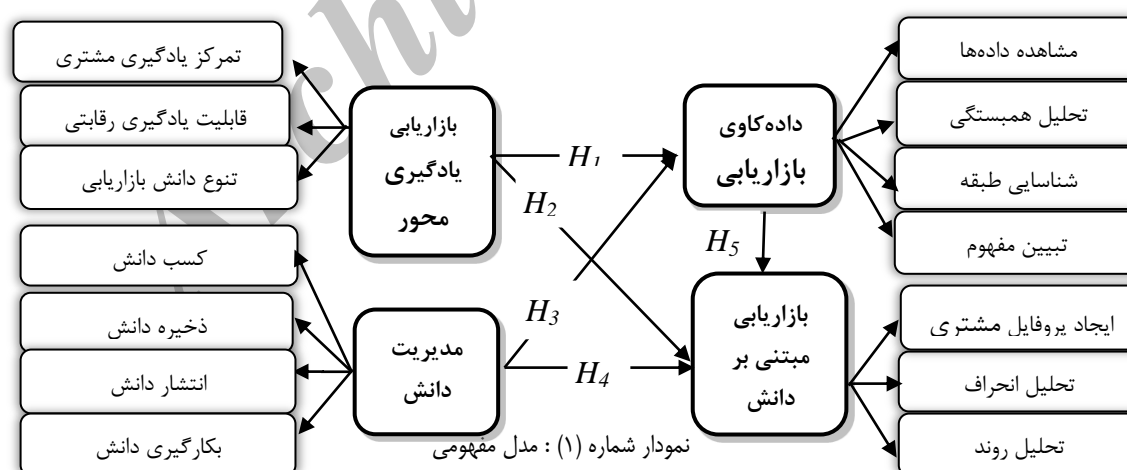 تمرکز یادگیری مشتری
قابلیت یادگیری رقابتی
تنوع دانش بازاریابی
کسب دانش
ذخیره دانش
انتشار دانش
بکارگیری دانش
بازاریابی
یادگیری
محور
مدیریت
دانش
H1
H2
H3
H4
H5
داده‌کاوی
بازاریابی
بازاریابی
مبتنی بر
دانش
مشاهده داده‌ها
تحلیل همبستگی
شناسایی طبقه
تبیین مفهوم
ایجاد پروفایل مشتری
تحلیل انحراف
تحلیل روند
نمودار شماره (۱) : مدل مفهومی